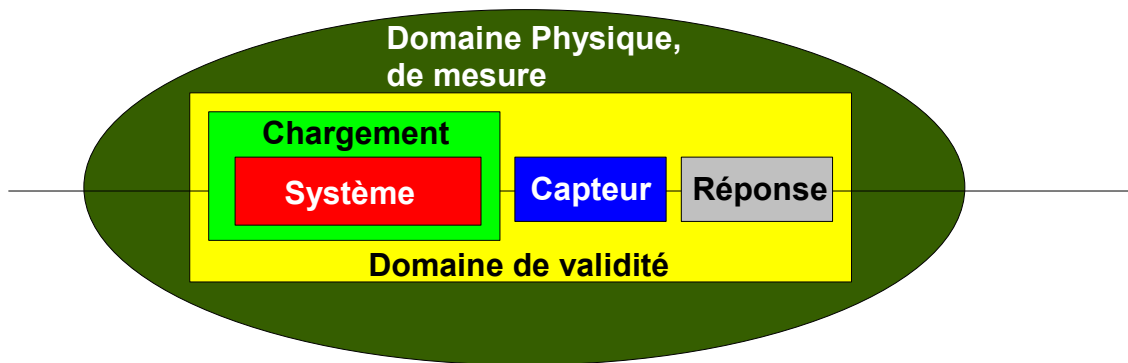 Domaine Physique,
de mesure
Chargement
Système
Capteur
Réponse
Domaine de validité